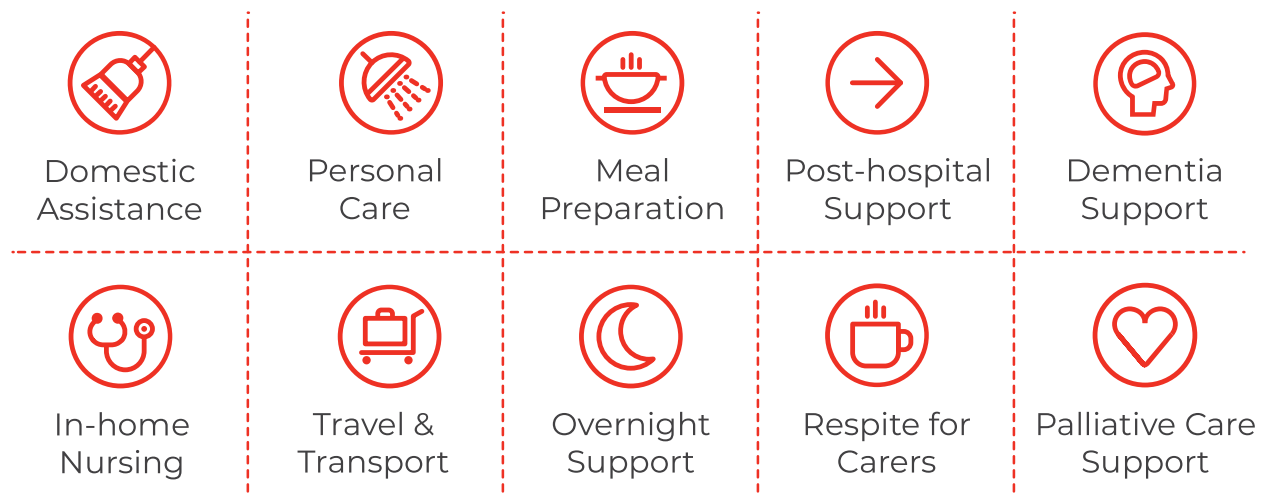 Domestic
Assistance
Personal
Care
Meal
Preparation
Post-hospital
Support
Dementia
Support
In-home
Nursing
Travel &
Transport
Overnight
Support
Respite for
Carers
Palliative Care
Support